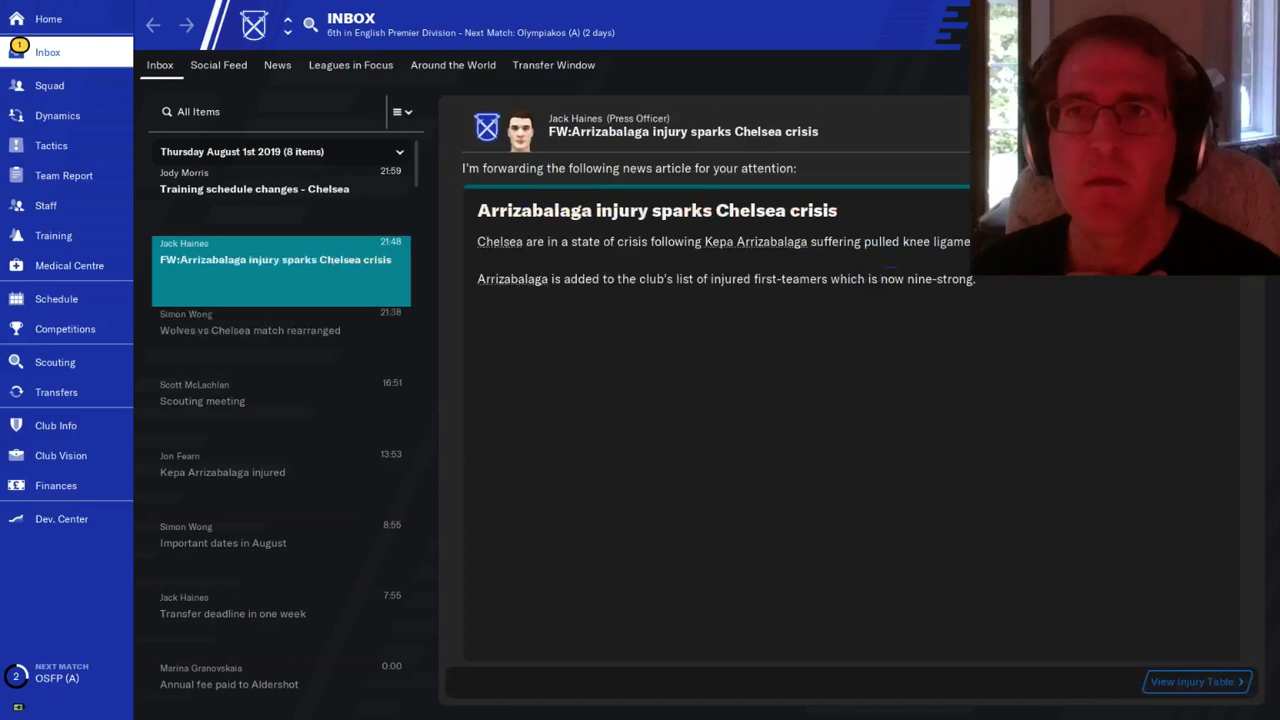 Home
1
Inbox
Squad
Dynamics
Tactics
Team Report
Staff
Training
Medical Centre
Schedule
Competitions
Scouting
Transfers
Club Info
Club Vision
Finances
Dev. Center
2
NEXT MATCH
OSFP (A)
INBOX
6th in English Premier Division - Next Match: Olympiakos (A) (2 days)
Inbox
Social Feed
News
Leagues in Focus
Around the World
Transfer Window
All Items
Thursday August 1st 2019 (8 items)
Jody Morris 21:59
Training schedule changes - Chelsea
Jack Haines 21:48
FW:Arrizabalaga injury sparks Chelsea crisis
Simon Wong 21:38
Wolves vs Chelsea match rearranged
Scott McLachlan 16:51
Scouting meeting
Jon Fearn 13:53
Kepa Arrizabalaga injured
Simon Wong 8:55
Important dates in August
Jack Haines 7:55
Transfer deadline in one week
Marina Granovskaia 0:00
Annual fee paid to Aldershot
Jack Haines (Press Officer)
FW:Arrizabalaga injury sparks Chelsea crisis
I'm forwarding the following news article for your attention:
Arrizabalaga injury sparks Chelsea crisis
Chelsea are in a state of crisis following Kepa Arrizabalaga suffering pulled knee ligame
Arrizabalaga is added to the club's list of injured first-teamers which is now nine-strong.
View Injury Table